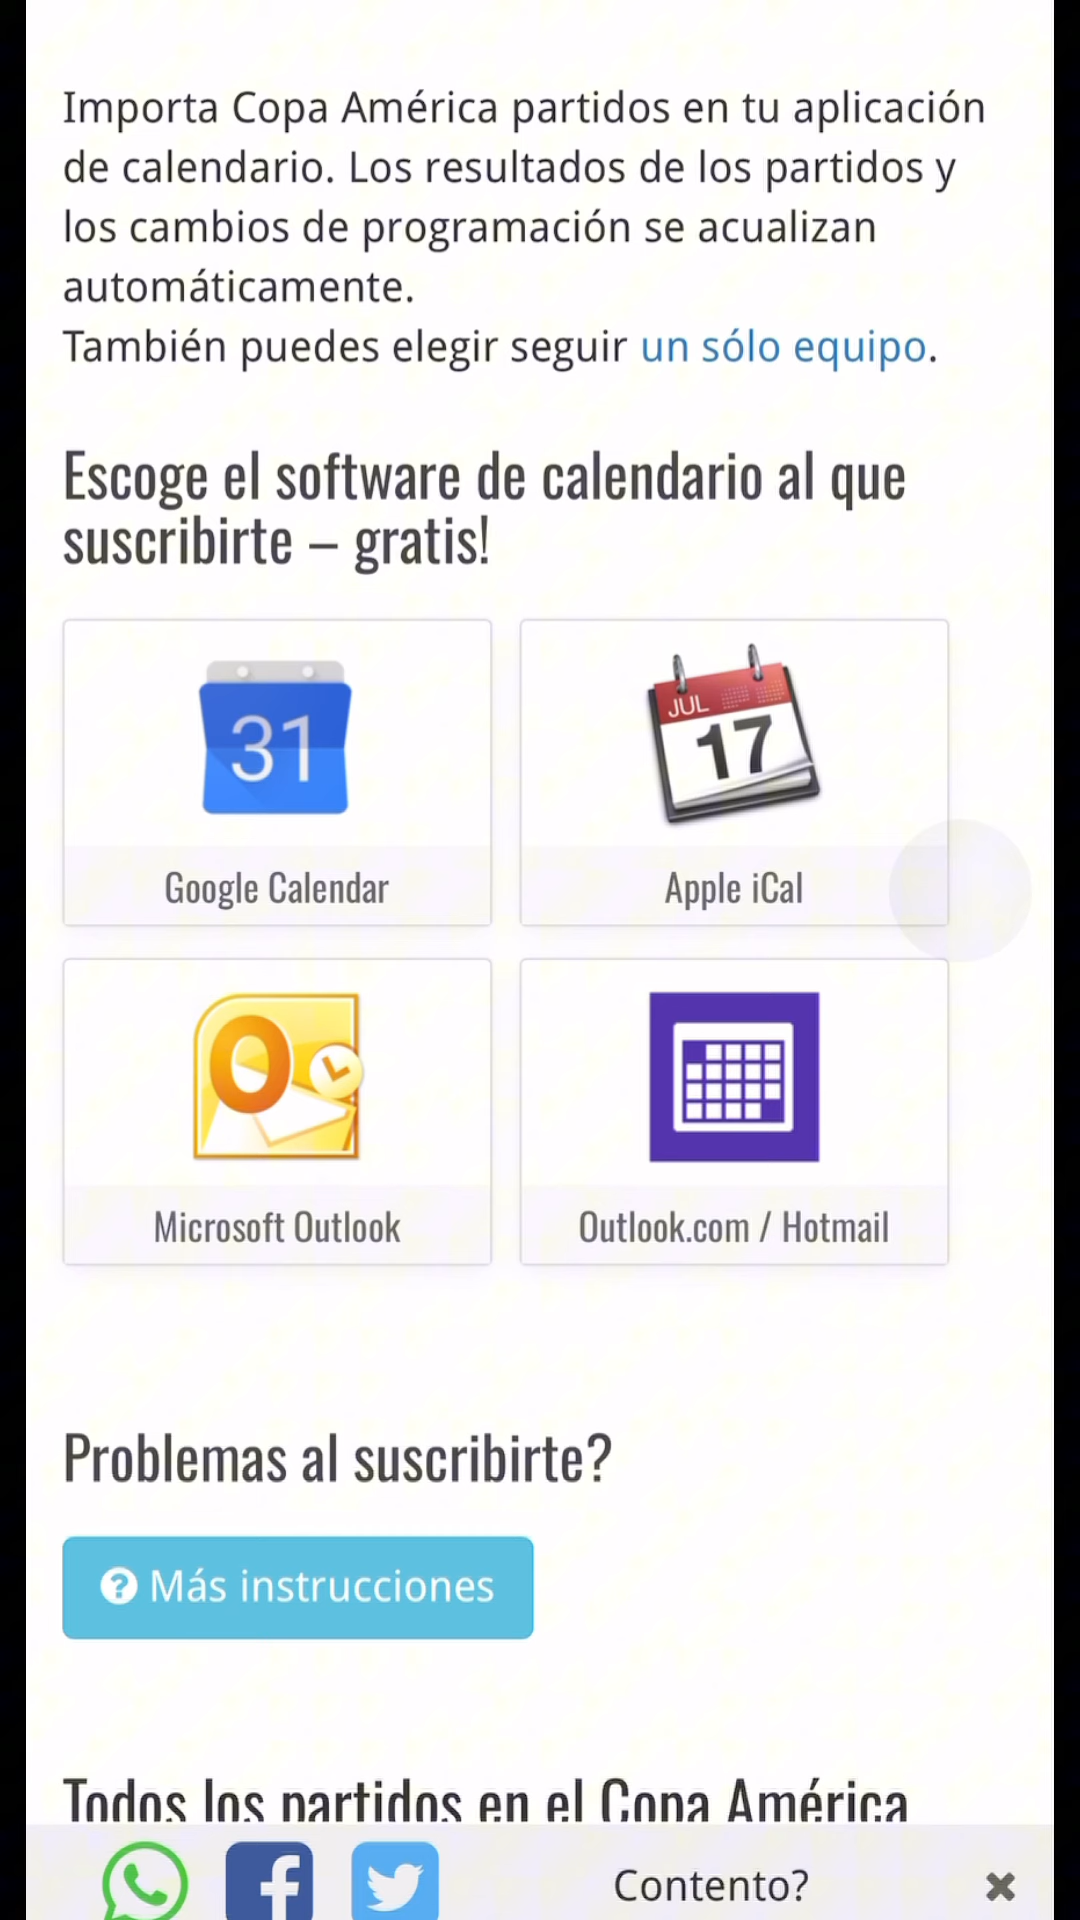 Importa Copa América partidos en tu aplicación
de calendario. Los resultados de los partidos y
los cambios de programación se acualizan
automáticamente.
También puedes elegir seguir un sólo equipo.
Escoge el software de calendario al que
suscribirte – gratis!
31
JUL
17
Google Calendar
Apple iCal
O
Microsoft Outlook
Outlook.com / Hotmail
Problemas al suscribirte?
? Más instrucciones
Todos los partidos en el Copa América
f
Contento?